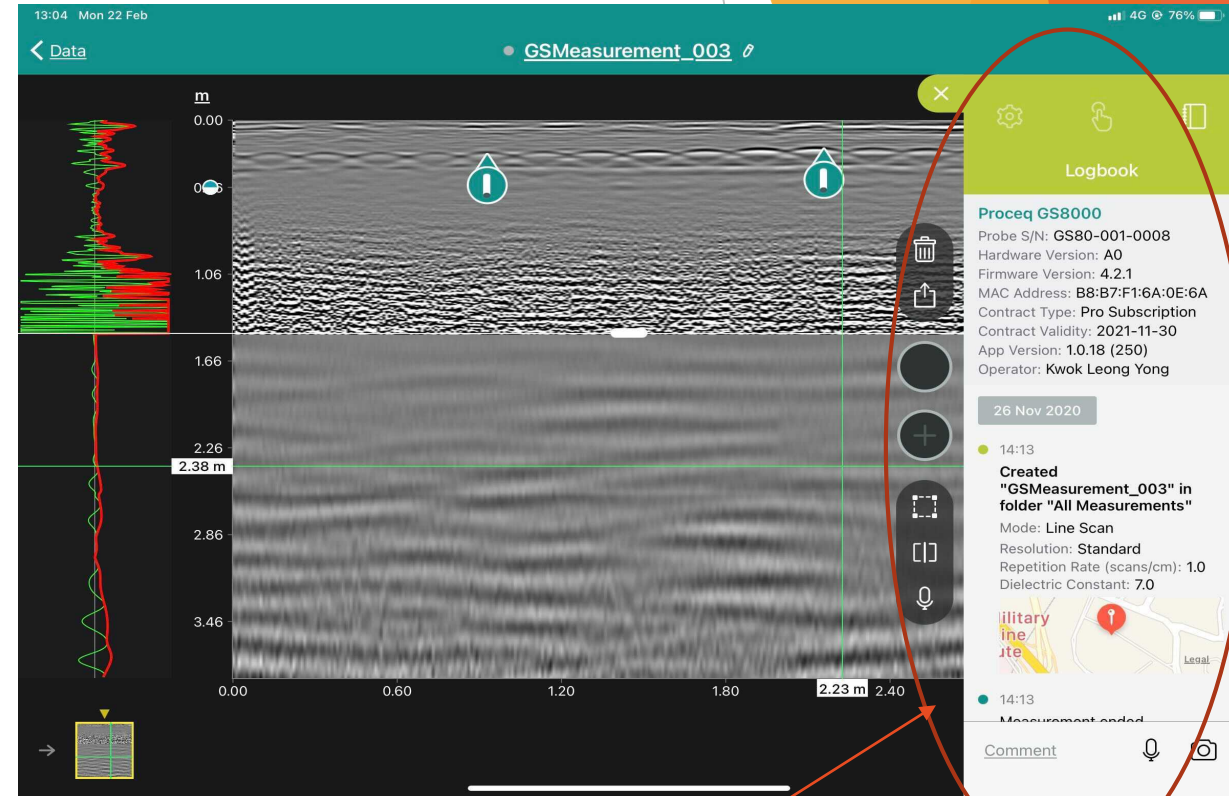 13:04 Mon 22 Feb
4G 76%
Data
GSMeasurement_003
m
0.00
1.06
1.66
2.26
2.38 m
2.86
3.46
0.00 0.60 1.20 1.80 2.23 m 2.40
Logbook
Proceq GS8000
Probe S/N: GS80-001-0008
Hardware Version: A0
Firmware Version: 4.2.1
MAC Address: B8:B7:F1:6A:0E:6A
Contract Type: Pro Subscription
Contract Validity: 2021-11-30
App Version: 1.0.18 (250)
Operator: Kwok Leong Yong
26 Nov 2020
14:13
Created
"GSMeasurement_003" in
folder "All Measurements"
Mode: Line Scan
Resolution: Standard
Repetition Rate (scans/cm): 1.0
Dielectric Constant: 7.0
Legal
14:13
Measurement ended
Comment